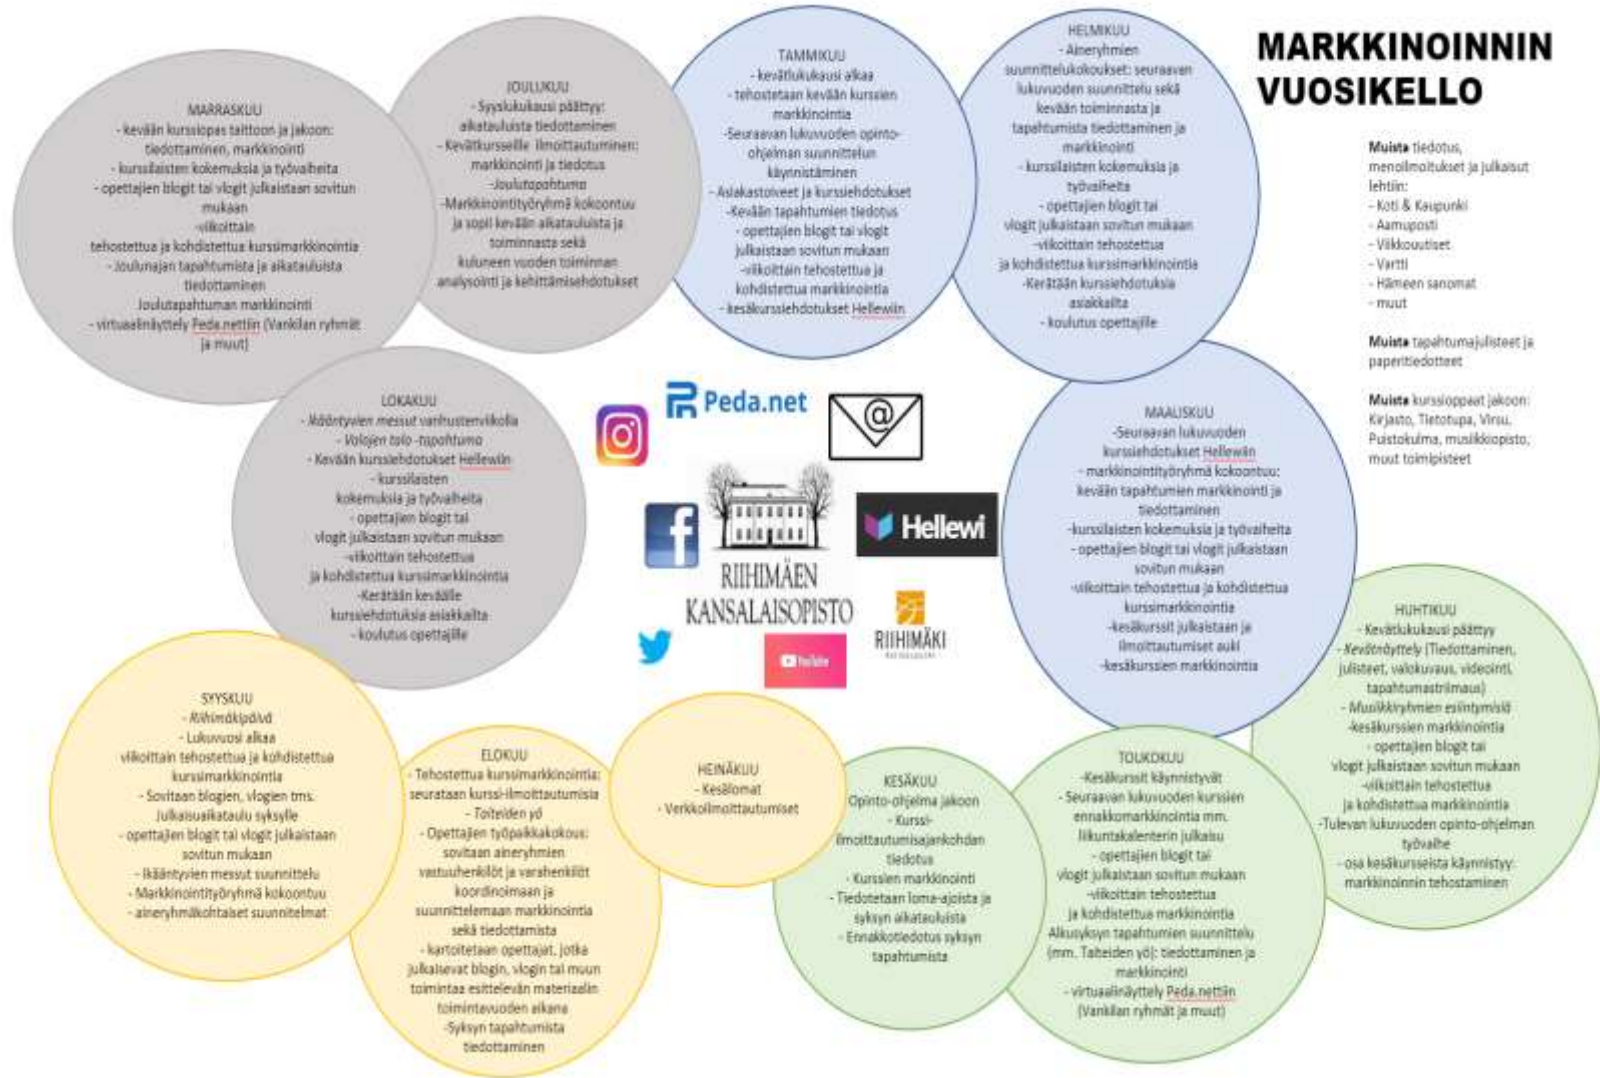 MARKKINOINNIN
VUOSIKELLO
Muista tiedotus,
menoilmoitukset ja julkaisut
lehtiin:
- Koti & Kaupunki
- Aamuposti
- Viikkouutiset
- Vartti
- Hämeen sanomat
- muut
Muista tapahtumajulisteet ja
paperitiedotteet
Muista kurssioppaat jakoon:
Kirjasto, Tietotupa, Virsu,
Puistokulma, musiikkiopisto,
muut toimipisteet
TAMMIKUU
- kevätlukukausi alkaa
- tehostetaan kevään kurssien
markkinointia
-Seuraavan lukuvuoden opinto-
ohjelman suunnittelun
käynnistäminen
- Asiakastoiveet ja kurssiehdotukset
-Kevään tapahtumien tiedotus
- opettajien blogit tai vlogit
julkaistaan sovitun mukaan
-viikoittain tehostettua ja
kohdistettua markkinointia
- kesäkurssiehdotukset Hellewiin
HELMIKUU
- Aineryhmien
suunnittelukokoukset: seuraavan
lukuvuoden suunnittelu sekä
kevään toiminnasta ja
tapahtumista tiedottaminen ja
markkinointi
- kurssilaisten kokemuksia ja
työvaiheita
- opettajien blogit tai
vlogit julkaistaan sovitun mukaan
-viikoittain tehostettua
ja kohdistettua kurssimarkkinointia
-Kerätään kurssiehdotuksia
asiakkailta
- koulutus opettajille
MAALISKUU
-Seuraavan lukuvuoden
kurssiehdotukset Hellewiin
- markkinointityöryhmä kokoontuu:
kevään tapahtumien markkinointi ja
tiedottaminen
-kurssilaisten kokemuksia ja työvaiheita
- opettajien blogit tai vlogit julkaistaan
sovitun mukaan
-viikoittain tehostettua ja kohdistettua
kurssimarkkinointia
-kesäkurssit julkaistaan ja
ilmoittautumiset auki
-kesäkurssien markkinointia
HUHTIKUU
- Kevätlukukausi päättyy
- Kevätnäyttely (Tiedottaminen,
julisteet, valokuvaus, videointi,
tapahtumastriimaus)
- Musiikkiryhmien esiintymisiä
-kesäkurssien markkinointia
- opettajien blogit tai
vlogit julkaistaan sovitun mukaan
-viikoittain tehostettua
ja kohdistettua markkinointia
-Tulevan lukuvuoden opinto-ohjelman
työvaihe
- osa kesäkursseista käynnistyy:
markkinoinnin tehostaminen
TOUKOKUU
-Kesäkurssit käynnistyvät
- Seuraavan lukuvuoden kurssien
ennakkomarkkinointi mm.
liikuntakalenterin julkaisu
- opettajien blogit tai
vlogit julkaistaan sovitun mukaan
-viikoittain tehostettua
ja kohdistettua markkinointia
Alkusyksyn tapahtumien suunnittelu
(mm. Taiteiden yö): tiedottaminen ja
markkinointi
- virtuaalinäyttely Peda.nettiin
(Vankilan ryhmät ja muut)
KESÄKUU
Opinto-ohjelma jakoon
- Kurssi-
ilmoittautumisajankohdan
tiedotus
- Kurssien markkinointi
- Tiedotetaan loma-ajoista ja
syksyn aikatauluista
- Ennakkotiedotus syksyn
tapahtumista
HEINÄKUU
- Kesälomat
- Verkkoilmoittautumiset
ELOKUU
- Tehostettua kurssimarkkinointia:
seurataan kurssi-ilmoittautumisia
- Taiteiden yö
- Opettajien työpaikkakokous:
sovitaan aineryhmien
vastuuhenkilöt ja varahenkilöt
koordinoimaan ja
suunnittelemaan markkinointia
sekä tiedottamista
- kartoitetaan opettajat, jotka
julkaisevat blogin, vlogin tai muun
toimintaa esittelevän materiaalin
toimintavuoden aikana
-Syksyn tapahtumista
tiedottaminen
SYYSKUU
- Riihimäkipäivä
- Lukuvuosi alkaa
viikoittain tehostettua ja kohdistettua
kurssimarkkinointia
- Sovitaan blogien, vlogien tms.
Julkaisuaikataulu syksylle
- opettajien blogit tai vlogit julkaistaan
sovitun mukaan
- Ikääntyvien messut suunnittelu
- Markkinointityöryhmä kokoontuu
- aineryhmäkohtaiset suunnitelmat
LOKAKUU
- Ikääntyvien messut vanhustenviikolla
- Valojen talo -tapahtuma
- Kevään kurssiehdotukset Hellewiin
- kurssilaisten
kokemuksia ja työvaiheita
- opettajien blogit tai
vlogit julkaistaan sovitun mukaan
-viikoittain tehostettua
ja kohdistettua kurssimarkkinointia
-Kerätään keväälle
kurssiehdotuksia asiakkailta
- koulutus opettajille
MARRASKUU
- kevään kurssiopas taittoon ja jakoon:
tiedottaminen, markkinointi
- kurssilaisten kokemuksia ja työvaiheita
- opettajien blogit tai vlogit julkaistaan sovitun
mukaan
-viikoittain
tehostettua ja kohdistettua kurssimarkkinointia
- Joulunajan tapahtumista ja aikatauluista
tiedottaminen
Joulutapahtuman markkinointi
- virtuaalinäyttely Peda.nettiin (Vankilan ryhmät
ja muut)
JOULUKUU
- Syyslukukausi päättyy:
aikatauluista tiedottaminen
- Kevätkursseille ilmoittautuminen:
markkinointi ja tiedotus
-Joulutapahtuma
-Markkinointityöryhmä kokoontuu
ja sopii kevään aikatauluista ja
toiminnasta sekä
kuluneen vuoden toiminnan
analysointi ja kehittämisehdotukset
Peda.net
@
Hellewi
RIIHIMÄEN
KANSALAISOPISTO
RIIHIMÄKI
YouTube